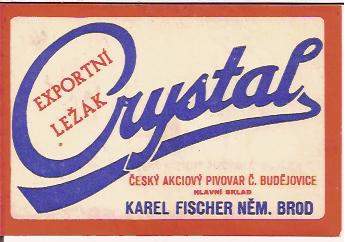 EXPORTNÍ
LEŽÁK
Crystal
ČESKÝ AKCIOVÝ PIVOVAR Č. BUDĚJOVICE
HLAVNÍ SKLAD
KAREL FISCHER NĚM. BROD